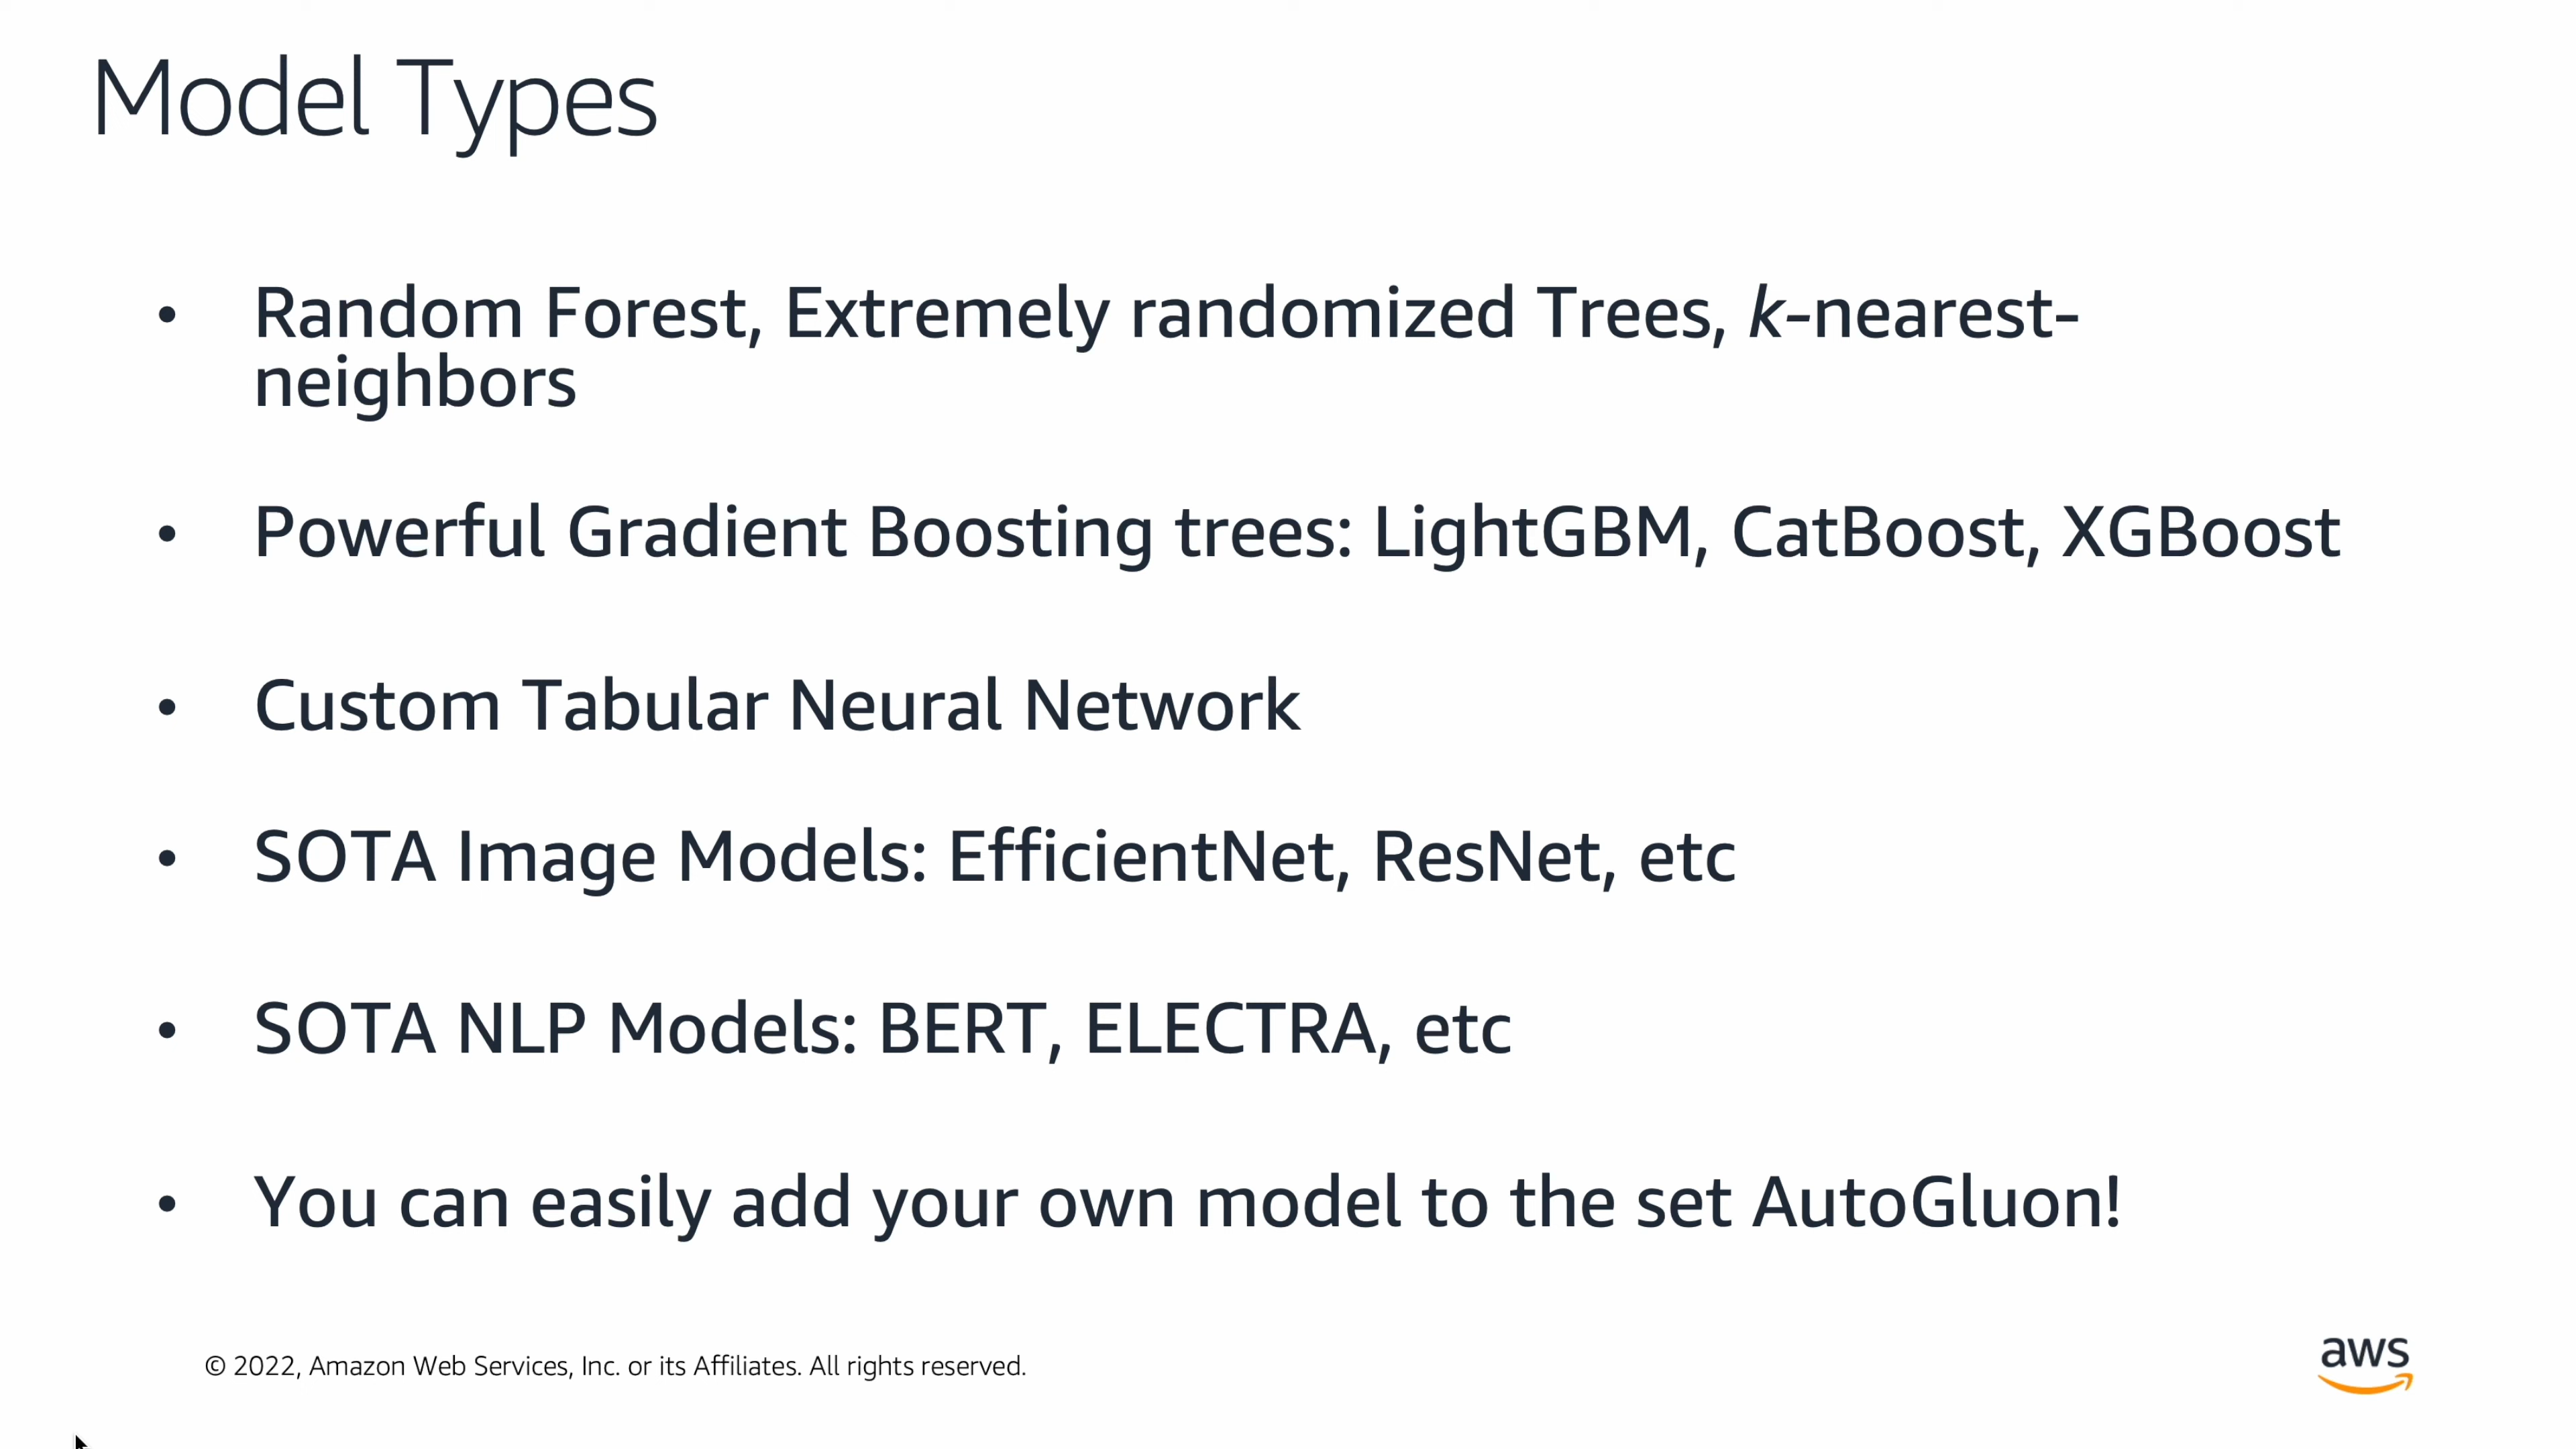 Model Types
• Random Forest, Extremely randomized Trees, k-nearest-
neighbors
• Powerful Gradient Boosting trees: LightGBM, CatBoost, XGBoost
• Custom Tabular Neural Network
• SOTA Image Models: EfficientNet, ResNet, etc
• SOTA NLP Models: BERT, ELECTRA, etc
• You can easily add your own model to the set AutoGluon!
© 2022, Amazon Web Services, Inc. or its Affiliates. All rights reserved.
aws